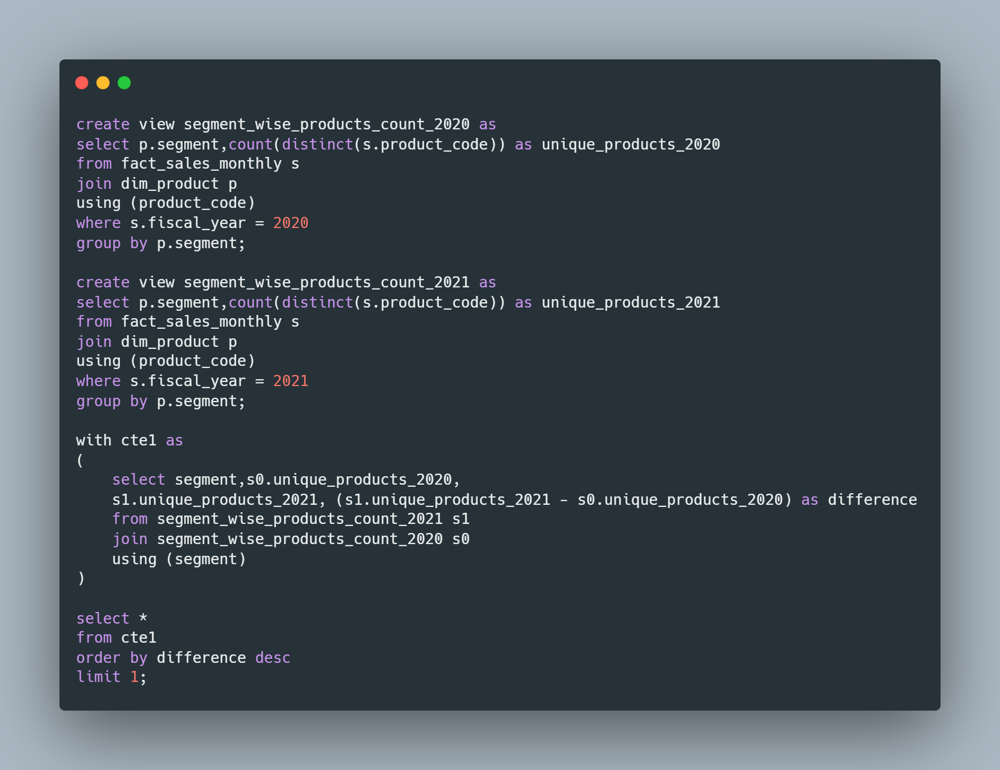 create view segment_wise_products_count_2020 as
select p.segment,count(distinct(s.product_code)) as unique_products_2020
from fact_sales_monthly s
join dim_product p
using (product_code)
where s.fiscal_year = 2020
group by p.segment;

create view segment_wise_products_count_2021 as
select p.segment,count(distinct(s.product_code)) as unique_products_2021
from fact_sales_monthly s
join dim_product p
using (product_code)
where s.fiscal_year = 2021
group by p.segment;

with cte1 as
(
    select segment,s0.unique_products_2020,
    s1.unique_products_2021, (s1.unique_products_2021 - s0.unique_products_2020) as difference
    from segment_wise_products_count_2021 s1
    join segment_wise_products_count_2020 s0
    using (segment)
)

select *
from cte1
order by difference desc
limit 1;